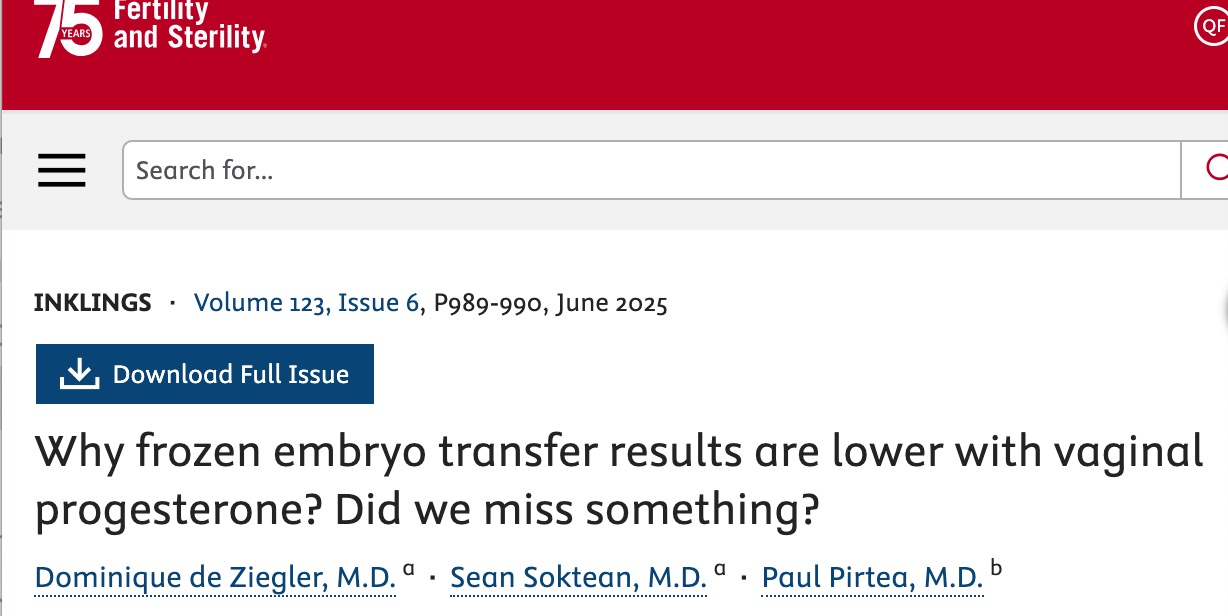 75 YEARS Fertility
and Sterility®
QF
Search for...
INKLINGS · Volume 123, Issue 6, P989-990, June 2025
Download Full Issue
Why frozen embryo transfer results are lower with vaginal
progesterone? Did we miss something?
Dominique de Ziegler, M.D. a · Sean Soktean, M.D. a · Paul Pirtea, M.D. b